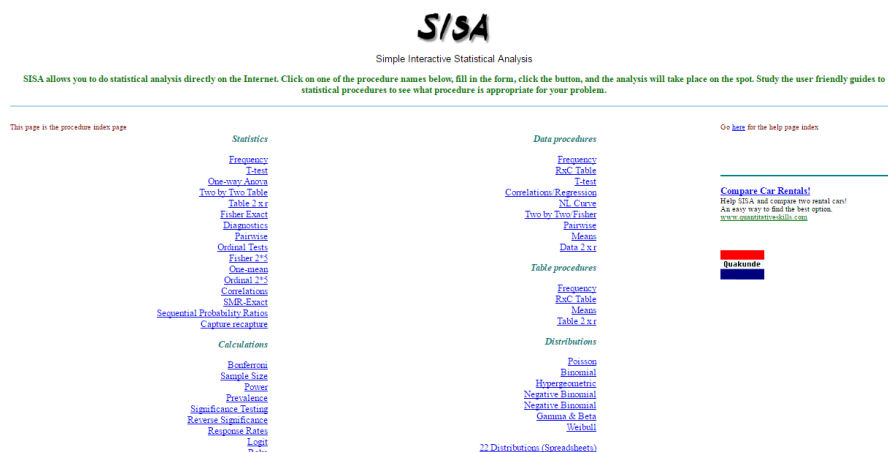 SISA
Simple Interactive Statistical Analysis
SISA allows you to do statistical analysis directly on the Internet. Click on one of the procedure names below, fill in the form, click the button, and the analysis will take place on the spot. Study the user friendly guides to
statistical procedures to see what procedure is appropriate for your problem.
This page is the procedure index page
Statistics
Frequency
T-test
One-way Anova
Two by Two Table
Table 2 x r
Fisher Exact
Diagnostics
Pairwise
Ordinal Tests
Fisher 2*5
One-mean
Ordinal 2*5
Correlations
SMR-Exact
Sequential Probability Ratios
Capture recapture
Calculations
Bonferroni
Sample Size
Power
Prevalence
Significance Testing
Reverse Significance
Response Rates
Logit
Data procedures
Frequency
RxC Table
T-test
Correlations/Regression
NL Curve
Two by Two/Fisher
Pairwise
Means
Data 2 x r
Table procedures
Frequency
RxC Table
Means
Table 2 x r
Distributions
Poisson
Binomial
Hypergeometric
Negative Binomial
Negative Binomial
Gamma & Beta
Weibull
22 Distributions (Spreadsheets)
Go here for the help page index
Compare Car Rentals!
Help SISA and compare two rental cars!
An easy way to find the best option.
www.quantitativeskills.com
Quakunde